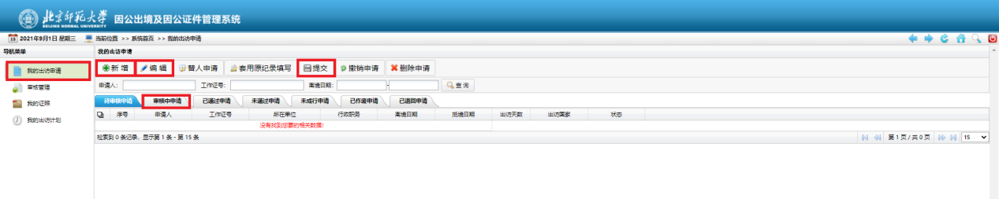 北京师范大学 因公出境及因公证件管理系统
BEIJING NORMAL UNIVERSITY
15 2021年9月1日 星期三 当前位置 >> 系统首页 >> 我的出访申请
导航菜单 我的出访申请
新增 编辑 替人申请 套用原纪录填写 提交 撤销申请 删除申请
我的出访申请
申请人: 工作证号: 离境日期: - 查询
审核管理
待审核申请 审核中申请 已通过申请 未通过申请 未成行申请 已作废申请 已退回申请
我的证照
序号 申请人 工作证号 所在单位 行政职务 离境日期 抵境日期 出访天数 出访国家 状态
我的出访计划
没有找到您要的相关数据!
检索到 0 条记录, 显示第 1 条 - 第 15 条 第 1 页 / 共 0 页 15